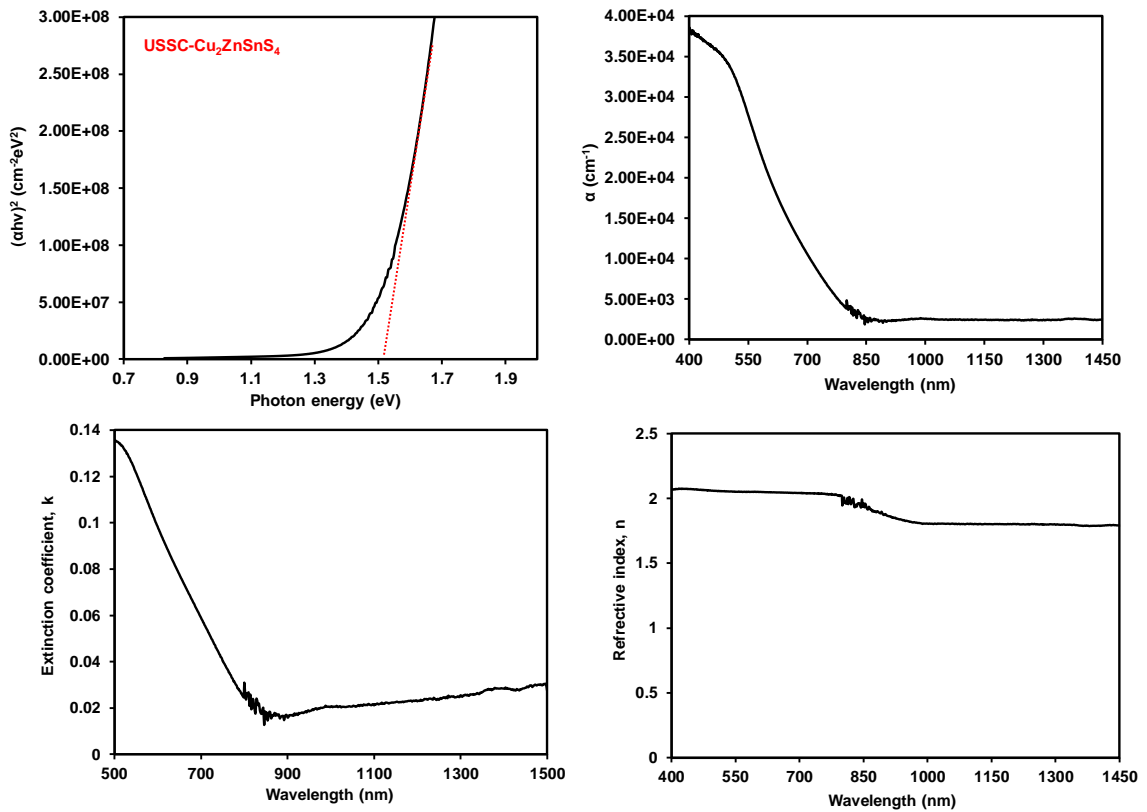 USSC-Cu₂ZnSnS₄
(αhv)² (cm⁻²eV²)
3.00E+08
2.50E+08
2.00E+08
1.50E+08
1.00E+08
5.00E+07
0.00E+00
0.7 0.9 1.1 1.3 1.5 1.7 1.9
Photon energy (eV)
α (cm⁻¹)
4.00E+04
3.50E+04
3.00E+04
2.50E+04
2.00E+04
1.50E+04
1.00E+04
5.00E+03
0.00E+00
400 550 700 850 1000 1150 1300 1450
Wavelength (nm)
Extinction coefficient, k
0.14
0.12
0.1
0.08
0.06
0.04
0.02
0
500 700 900 1100 1300 1500
Wavelength (nm)
Refrective index, n
2.5
2
1.5
1
0.5
0
400 550 700 850 1000 1150 1300 1450
Wavelength (nm)